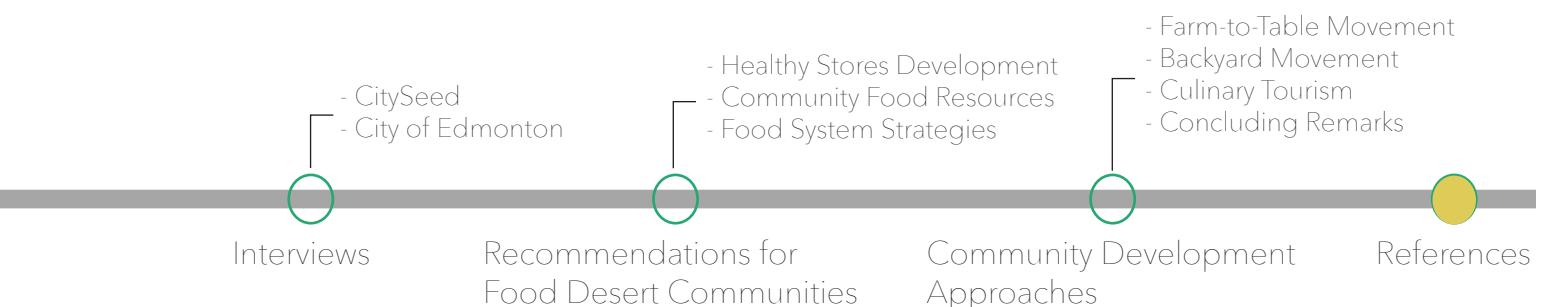 - CitySeed
- City of Edmonton
- Healthy Stores Development
- Community Food Resources
- Food System Strategies
- Farm-to-Table Movement
- Backyard Movement
- Culinary Tourism
- Concluding Remarks
Interviews
Recommendations for
Food Desert Communities
Community Development
Approaches
References